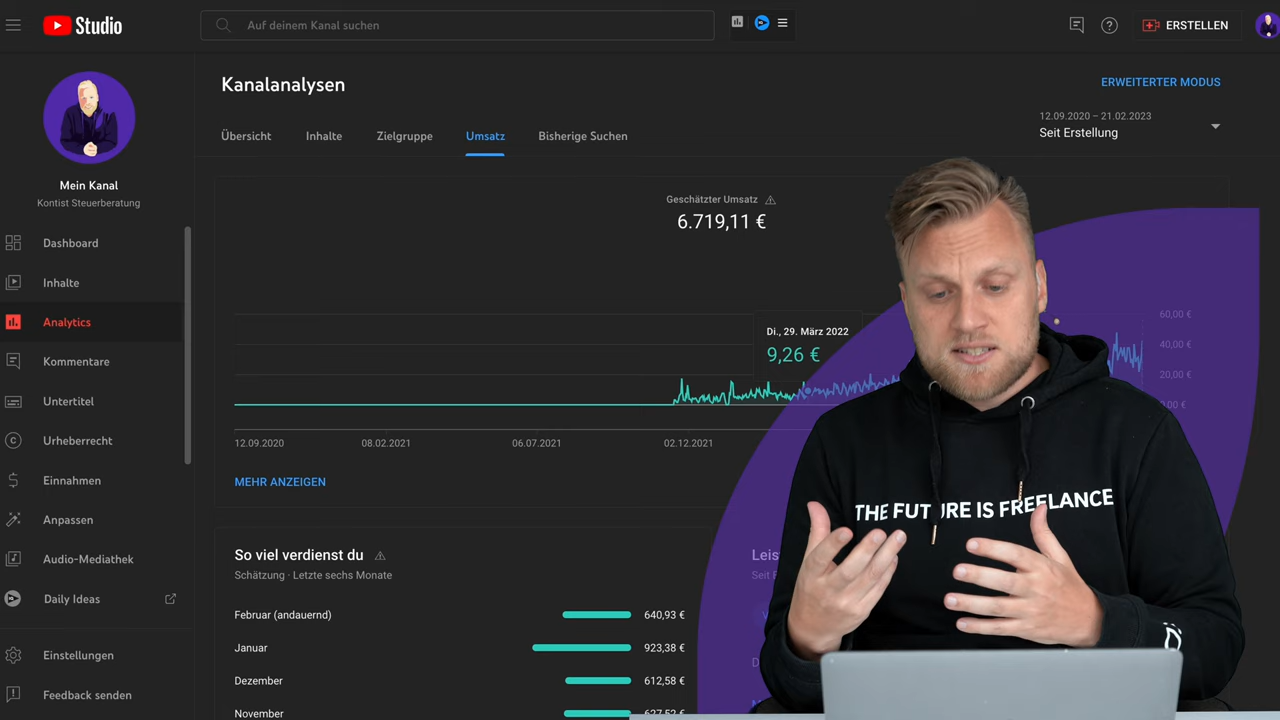 Studio
Auf deinem Kanal suchen
ERSTELLEN
Mein Kanal
Kontist Steuerberatung
Dashboard
Inhalte
Analytics
Kommentare
Untertitel
Urheberrecht
Einnahmen
Anpassen
Audio-Mediathek
Daily Ideas
Einstellungen
Feedback senden
Kanalanalysen
ERWEITERTER MODUS
Übersicht
Inhalte
Zielgruppe
Umsatz
Bisherige Suchen
12.09.2020 – 21.02.2023
Seit Erstellung
Geschätzter Umsatz
6.719,11 €
Di., 29. März 2022
9,26 €
60,00 €
40,00 €
20,00 €
12.09.2020
08.02.2021
06.07.2021
02.12.2021
MEHR ANZEIGEN
So viel verdienst du
Schätzung · Letzte sechs Monate
Februar (andauernd) 640,93 €
Januar 923,38 €
Dezember 612,58 €
November 627,52 €
THE FUTURE IS FREELANCE